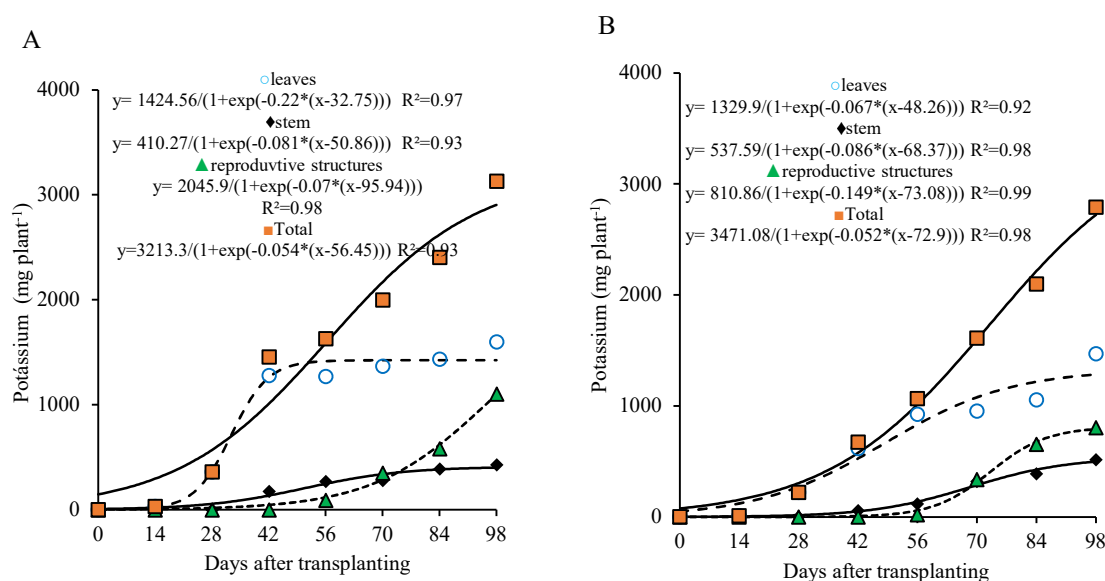 A
leaves
y= 1424.56/(1+exp(-0.22*(x-32.75))) R²=0.97
stem
y= 410.27/(1+exp(-0.081*(x-50.86))) R²=0.93
reproduvtive structures
y= 2045.9/(1+exp(-0.07*(x-95.94)))
R²=0.98
Total
y=3213.3/(1+exp(-0.054*(x-56.45))) R²=0.93
4000
3000
2000
1000
0
Potássium (mg plant⁻¹)
0 14 28 42 56 70 84 98
Days after transplanting
B
leaves
y= 1329.9/(1+exp(-0.067*(x-48.26))) R²=0.92
stem
y= 537.59/(1+exp(-0.086*(x-68.37))) R²=0.98
reproductive structures
y= 810.86/(1+exp(-0.149*(x-73.08))) R²=0.99
Total
y= 3471.08/(1+exp(-0.052*(x-72.9))) R²=0.98
4000
3000
2000
1000
0
Potassium (mg plant⁻¹)
0 14 28 42 56 70 84 98
Days after transplanting